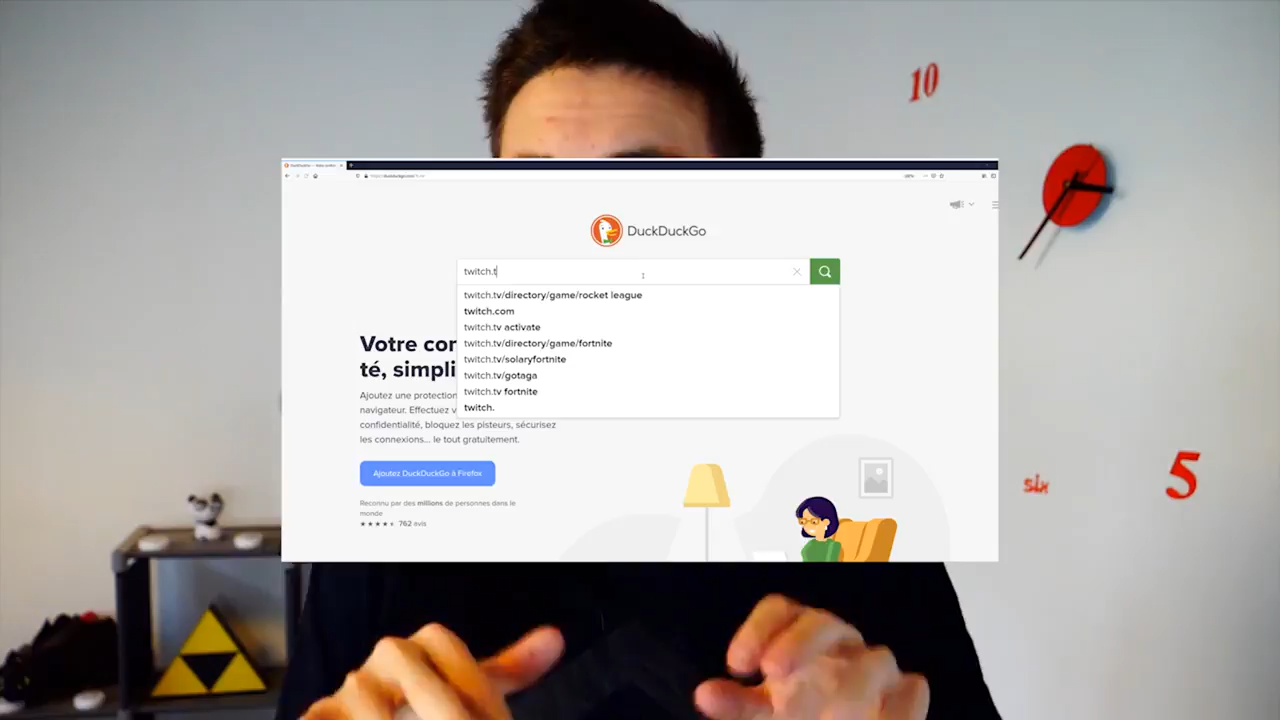 10
DuckDuckGo
twitch.t
twitch.tv/directory/game/rocket league
twitch.com
twitch.tv activate
twitch.tv/directory/game/fortnite
twitch.tv/solaryfortnite
twitch.tv/gotaga
twitch.tv fortnite
twitch.
Votre con
té, simpli
Ajoutez une protection
navigateur. Effectuez v
confidentialité, bloquez les pisteurs, sécurisez
les connexions... le tout gratuitement.
Ajoutez DuckDuckGo à Firefox
Reconnu par des millions de personnes dans le
monde
762 avis
six
5